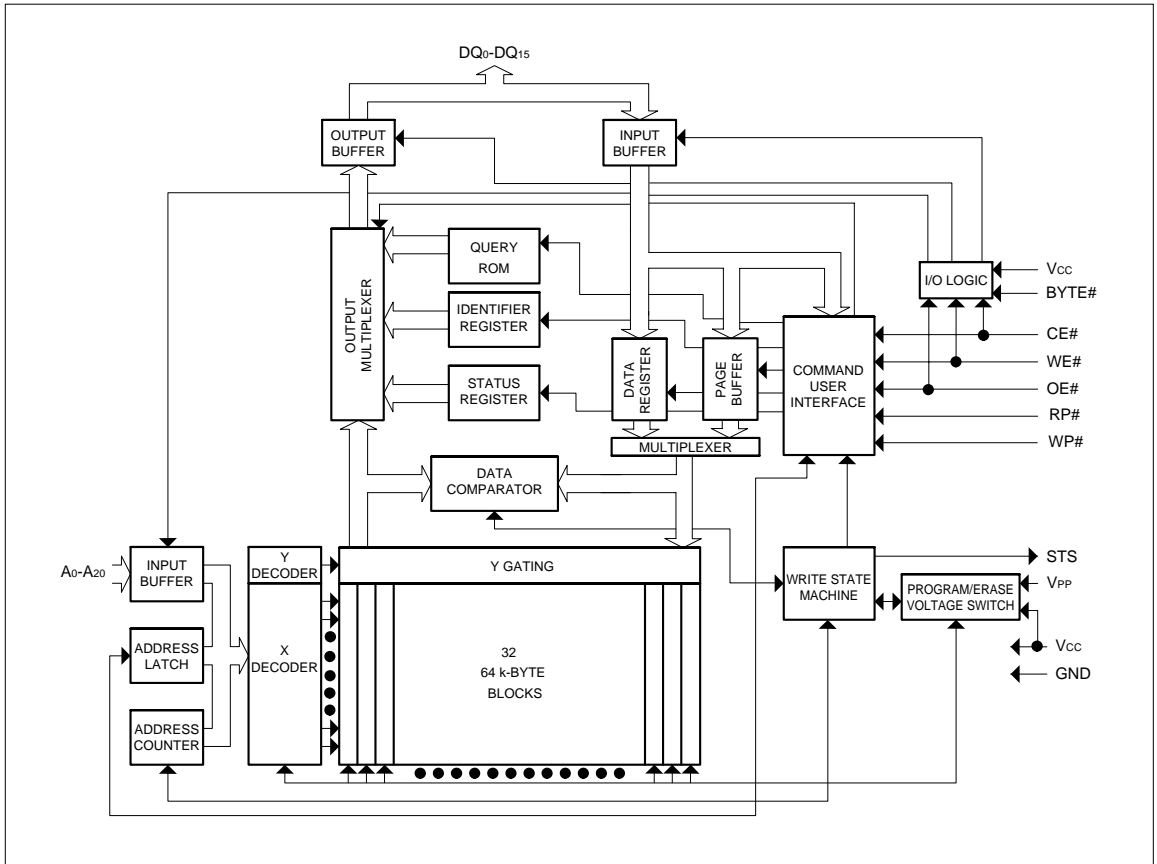 DQ0-DQ15
OUTPUT
BUFFER
INPUT
BUFFER
OUTPUT
MULTIPLEXER
QUERY
ROM
IDENTIFIER
REGISTER
STATUS
REGISTER
DATA
REGISTER
PAGE
BUFFER
MULTIPLEXER
COMMAND
USER
INTERFACE
I/O LOGIC
VCC
BYTE#
CE#
WE#
OE#
RP#
WP#
DATA
COMPARATOR
A0-A20
INPUT
BUFFER
Y
DECODER
Y GATING
ADDRESS
LATCH
X
DECODER
ADDRESS
COUNTER
32
64 k-BYTE
BLOCKS
WRITE STATE
MACHINE
PROGRAM/ERASE
VOLTAGE SWITCH
STS
VPP
VCC
GND